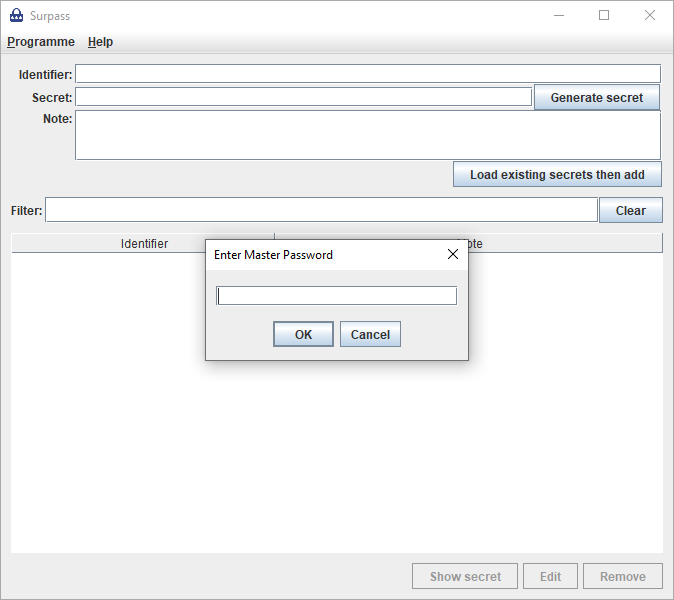 Surpass
Programme Help
Identifier:
Secret: Generate secret
Note:
Load existing secrets then add
Filter: Clear
Identifier
Enter Master Password
OK Cancel
Show secret Edit Remove